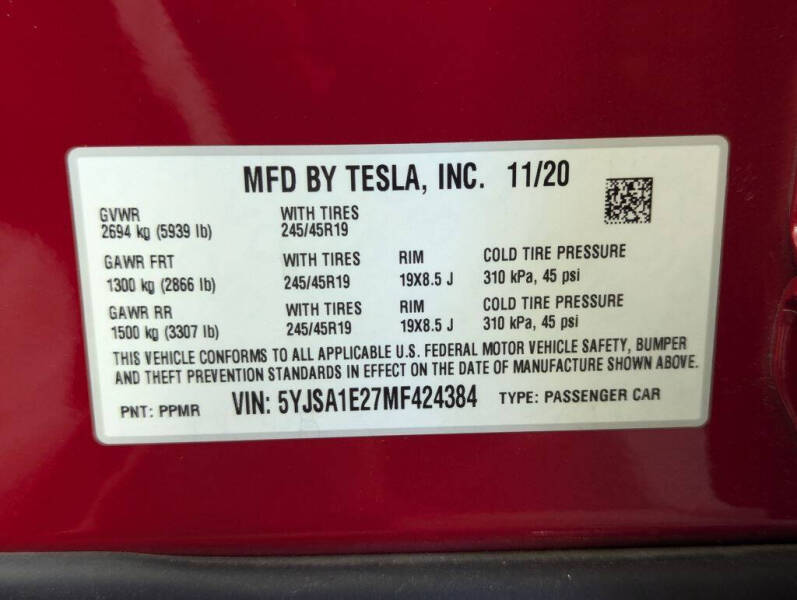 MFD BY TESLA, INC. 11/20
GVWR WITH TIRES
2694 kg (5939 lb) 245/45R19
GAWR FRT WITH TIRES RIM COLD TIRE PRESSURE
1300 kg (2866 lb) 245/45R19 19X8.5 J 310 kPa, 45 psi
GAWR RR WITH TIRES RIM COLD TIRE PRESSURE
1500 kg (3307 lb) 245/45R19 19X8.5 J 310 kPa, 45 psi
THIS VEHICLE CONFORMS TO ALL APPLICABLE U.S. FEDERAL MOTOR VEHICLE SAFETY, BUMPER
AND THEFT PREVENTION STANDARDS IN EFFECT ON THE DATE OF MANUFACTURE SHOWN ABOVE.
PNT: PPMR VIN: 5YJSA1E27MF424384 TYPE: PASSENGER CAR